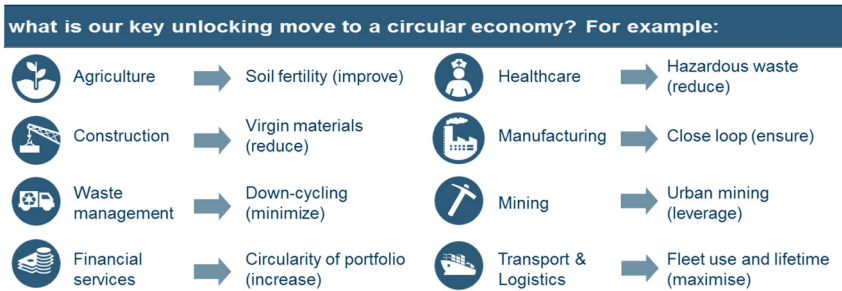 what is our key unlocking move to a circular economy? For example:
Agriculture
Soil fertility (improve)
Construction
Virgin materials
(reduce)
Waste
management
Down-cycling
(minimize)
Financial
services
Circularity of portfolio
(increase)
Healthcare
Hazardous waste
(reduce)
Manufacturing
Close loop (ensure)
Mining
Urban mining
(leverage)
Transport &
Logistics
Fleet use and lifetime
(maximise)